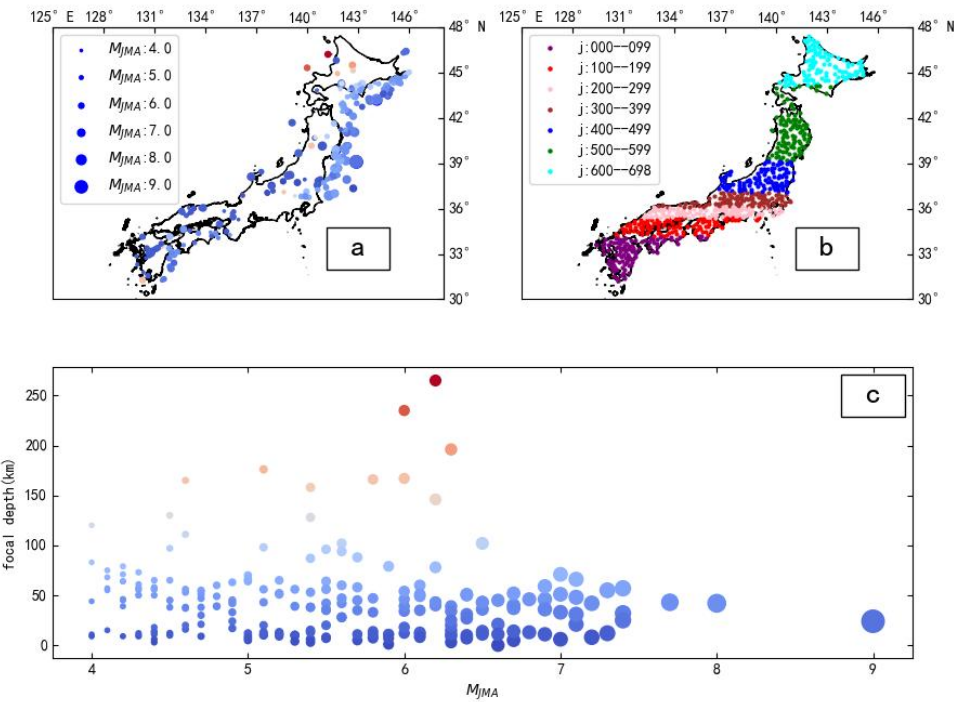 125° E 131° 134° 137° 140° 143° 146° 48° N
M_JMA:4.0
M_JMA:5.0
M_JMA:6.0
M_JMA:7.0
M_JMA:8.0
M_JMA:9.0
45°
42°
39°
36°
33°
30°
a
125° E 131° 134° 137° 140° 143° 146° 48° N
j:000--099
j:100--199
j:200--299
j:300--399
j:400--499
j:500--599
j:600--698
45°
42°
39°
36°
33°
30°
b
c
250
200
150
100
50
0
focal depth(km)
4 5 6 7 8 9
M_JMA